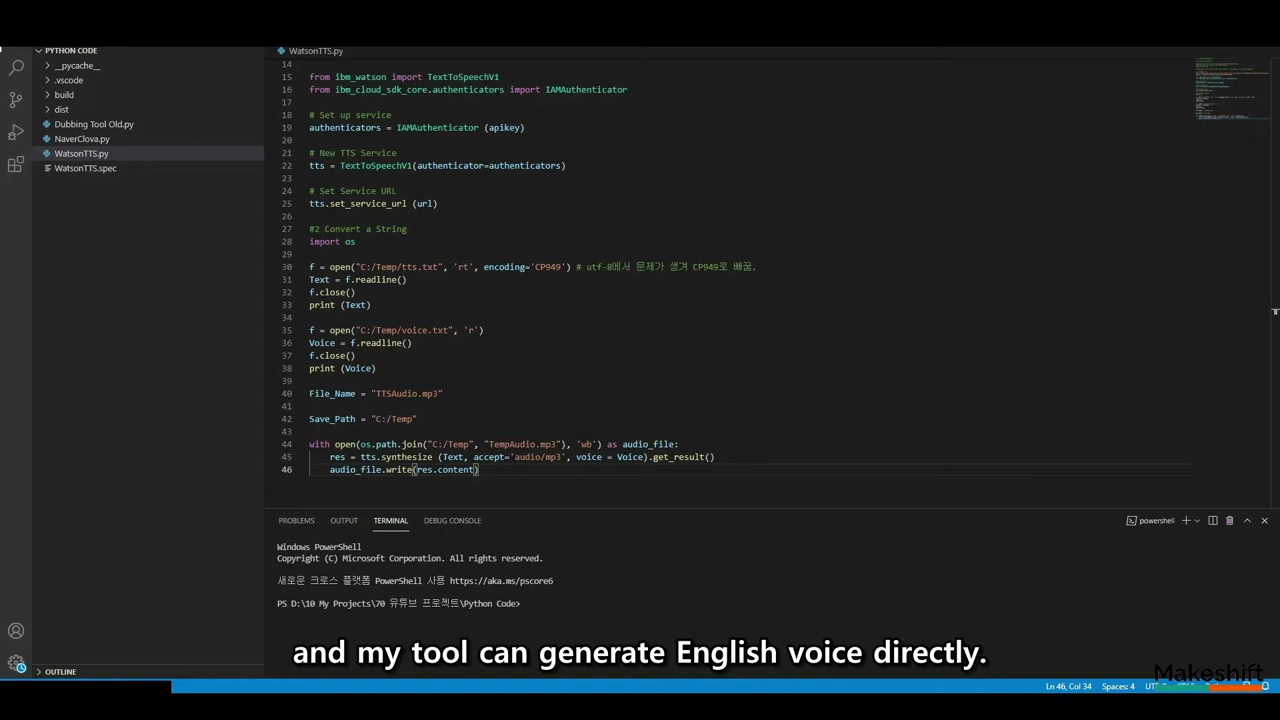 PYTHON CODE
__pycache__
.vscode
build
dist
Dubbing Tool Old.py
NaverClova.py
WatsonTTS.py
WatsonTTS.spec
OUTLINE
WatsonTTS.py
14
15 from ibm_watson import TextToSpeechV1
16 from ibm_cloud_sdk_core.authenticators import IAMAuthenticator
17
18 # Set up service
19 authenticators = IAMAuthenticator (apikey)
20
21 # New TTS Service
22 tts = TextToSpeechV1(authenticator=authenticators)
23
24 # Set Service URL
25 tts.set_service_url (url)
26
27 #2 Convert a String
28 import os
29
30 f = open("C:/Temp/tts.txt", 'rt', encoding='CP949') # utf-8에서 문제가 생겨 CP949로 빠꿈.
31 Text = f.readline()
32 f.close()
33 print (Text)
34
35 f = open("C:/Temp/voice.txt", 'r')
36 Voice = f.readline()
37 f.close()
38 print (Voice)
39
40 File_Name = "TTSAudio.mp3"
41
42 Save_Path = "C:/Temp"
43
44 with open(os.path.join("C:/Temp", "TempAudio.mp3"), 'wb') as audio_file:
45 res = tts.synthesize (Text, accept='audio/mp3', voice = Voice).get_result()
46 audio_file.write(res.content)
PROBLEMS OUTPUT TERMINAL DEBUG CONSOLE
powershell
Windows PowerShell
Copyright (C) Microsoft Corporation. All rights reserved.
새로운 크로스 플랫폼 PowerShell 사용 https://aka.ms/pscore6
PS D:\10 My Projects\70 유튜브 프로젝트\Python Code>
and my tool can generate English voice directly.
Makeshift
Ln 46, Col 34 Spaces: 4